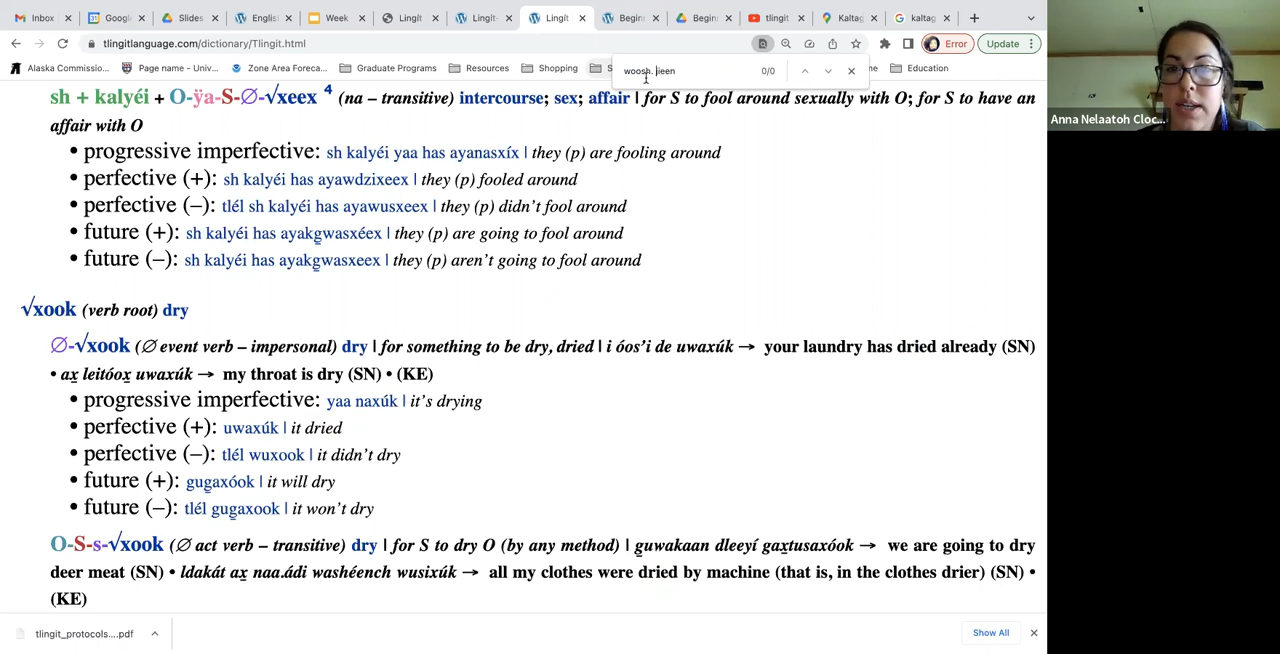 Inbox
Googl
Slides
Englis
Week
Lingít
Lingít-
Lingít
Begin
Begin
tlingit
Kaltag
kaltag
tlingitlanguage.com/dictionary/Tlingit.html
Error
Update
Alaska Commissio...
Page name - Univ...
Zone Area Foreca...
Graduate Programs
Resources
Shopping
Education
woosh. jeen 0/0
Anna Nelaatoh Cloc...
sh + kalyéi + O-ÿa-S-∅-√xeex ⁴ (na – transitive) intercourse; sex; affair | for S to fool around sexually with O; for S to have an
affair with O
• progressive imperfective: sh kalyéi yaa has ayanasxíx | they (p) are fooling around
• perfective (+): sh kalyéi has ayawdzixeex | they (p) fooled around
• perfective (–): tlél sh kalyéi has ayawusxeex | they (p) didn't fool around
• future (+): sh kalyéi has ayakg̱wasxéex | they (p) are going to fool around
• future (–): sh kalyéi has ayakg̱wasxeex | they (p) aren't going to fool around
√xook (verb root) dry
∅-√xook (∅ event verb – impersonal) dry | for something to be dry, dried | i óos'i de uwaxúk → your laundry has dried already (SN)
• ax̱ leitóox̱ uwaxúk → my throat is dry (SN) • (KE)
• progressive imperfective: yaa naxúk | it's drying
• perfective (+): uwaxúk | it dried
• perfective (–): tlél wuxook | it didn't dry
• future (+): gug̱axóok | it will dry
• future (–): tlél gug̱axook | it won't dry
O-S-s-√xook (∅ act verb – transitive) dry | for S to dry O (by any method) | g̱uwakaan dleeyí gax̱tusaxóok → we are going to dry
deer meat (SN) • ldakát ax̱ naa.ádi washéench wusixúk → all my clothes were dried by machine (that is, in the clothes drier) (SN) •
(KE)
tlingit_protocols....pdf
Show All